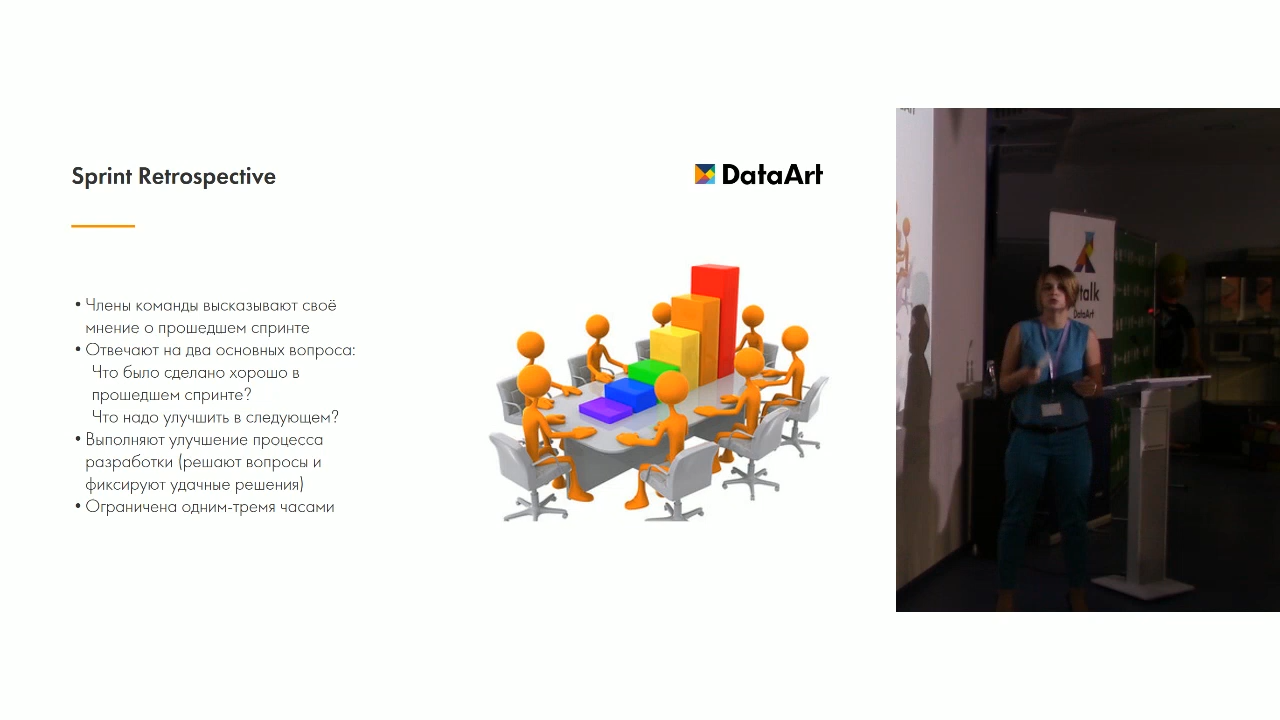 Sprint Retrospective
DataArt
• Члены команды высказывают своё
мнение о прошедшем спринте
• Отвечают на два основных вопроса:
Что было сделано хорошо в
прошедшем спринте?
Что надо улучшить в следующем?
• Выполняют улучшение процесса
разработки (решают вопросы и
фиксируют удачные решения)
• Ограничена одним-тремя часами
talk
DataArt